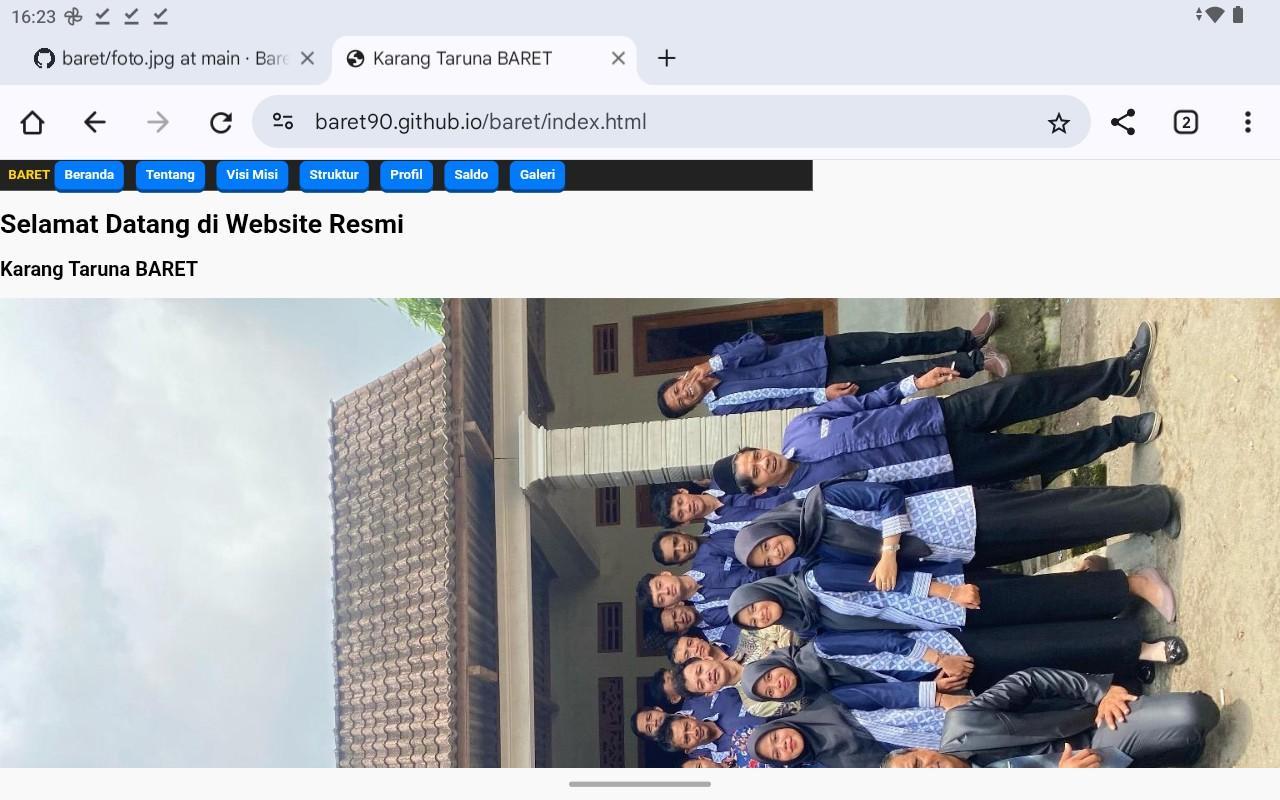 16:23
baret/foto.jpg at main · Bare
Karang Taruna BARET
baret90.github.io/baret/index.html
2
BARET Beranda Tentang Visi Misi Struktur Profil Saldo Galeri
Selamat Datang di Website Resmi
Karang Taruna BARET